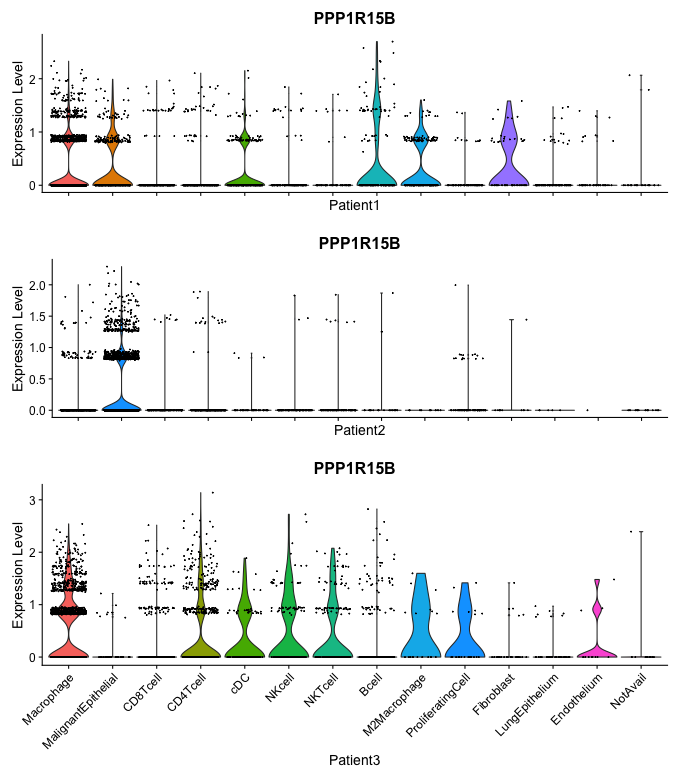 PPP1R15B
Expression Level
2
1
0
Patient1
PPP1R15B
Expression Level
2.0
1.5
1.0
0.5
0.0
Patient2
PPP1R15B
Expression Level
3
2
1
0
Macrophage
MalignantEpithelial
CD8Tcell
CD4Tcell
cDC
NKcell
NKTcell
Bcell
M2Macrophage
ProliferatingCell
Fibroblast
LungEpithelium
Endothelium
NotAvail
Patient3